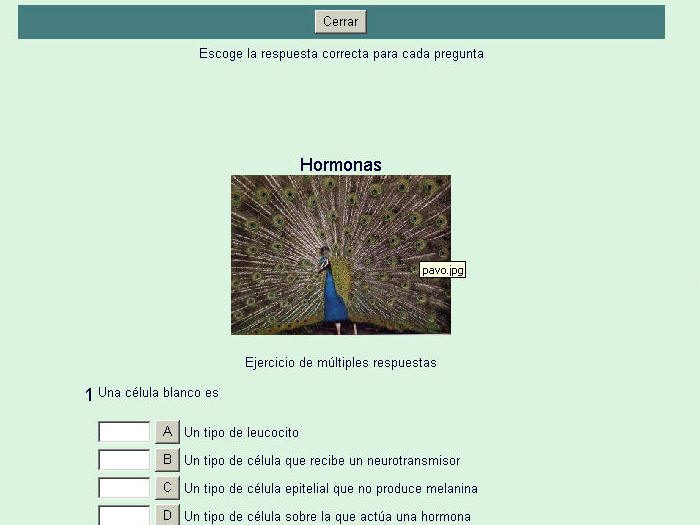 Cerrar
Escoge la respuesta correcta para cada pregunta
Hormonas
pavo.jpg
Ejercicio de múltiples respuestas
1 Una célula blanco es
A Un tipo de leucocito
B Un tipo de célula que recibe un neurotransmisor
C Un tipo de célula epitelial que no produce melanina
D Un tipo de célula sobre la que actúa una hormona